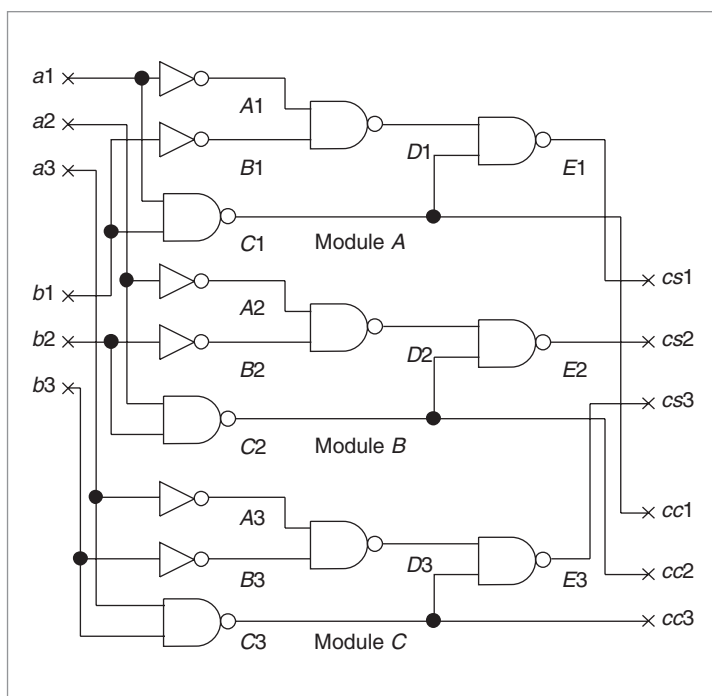 a1
a2
a3
b1
b2
b3
A1
B1
C1
D1
E1
Module A
A2
B2
C2
D2
E2
Module B
A3
B3
C3
D3
E3
Module C
cs1
cs2
cs3
cc1
cc2
cc3